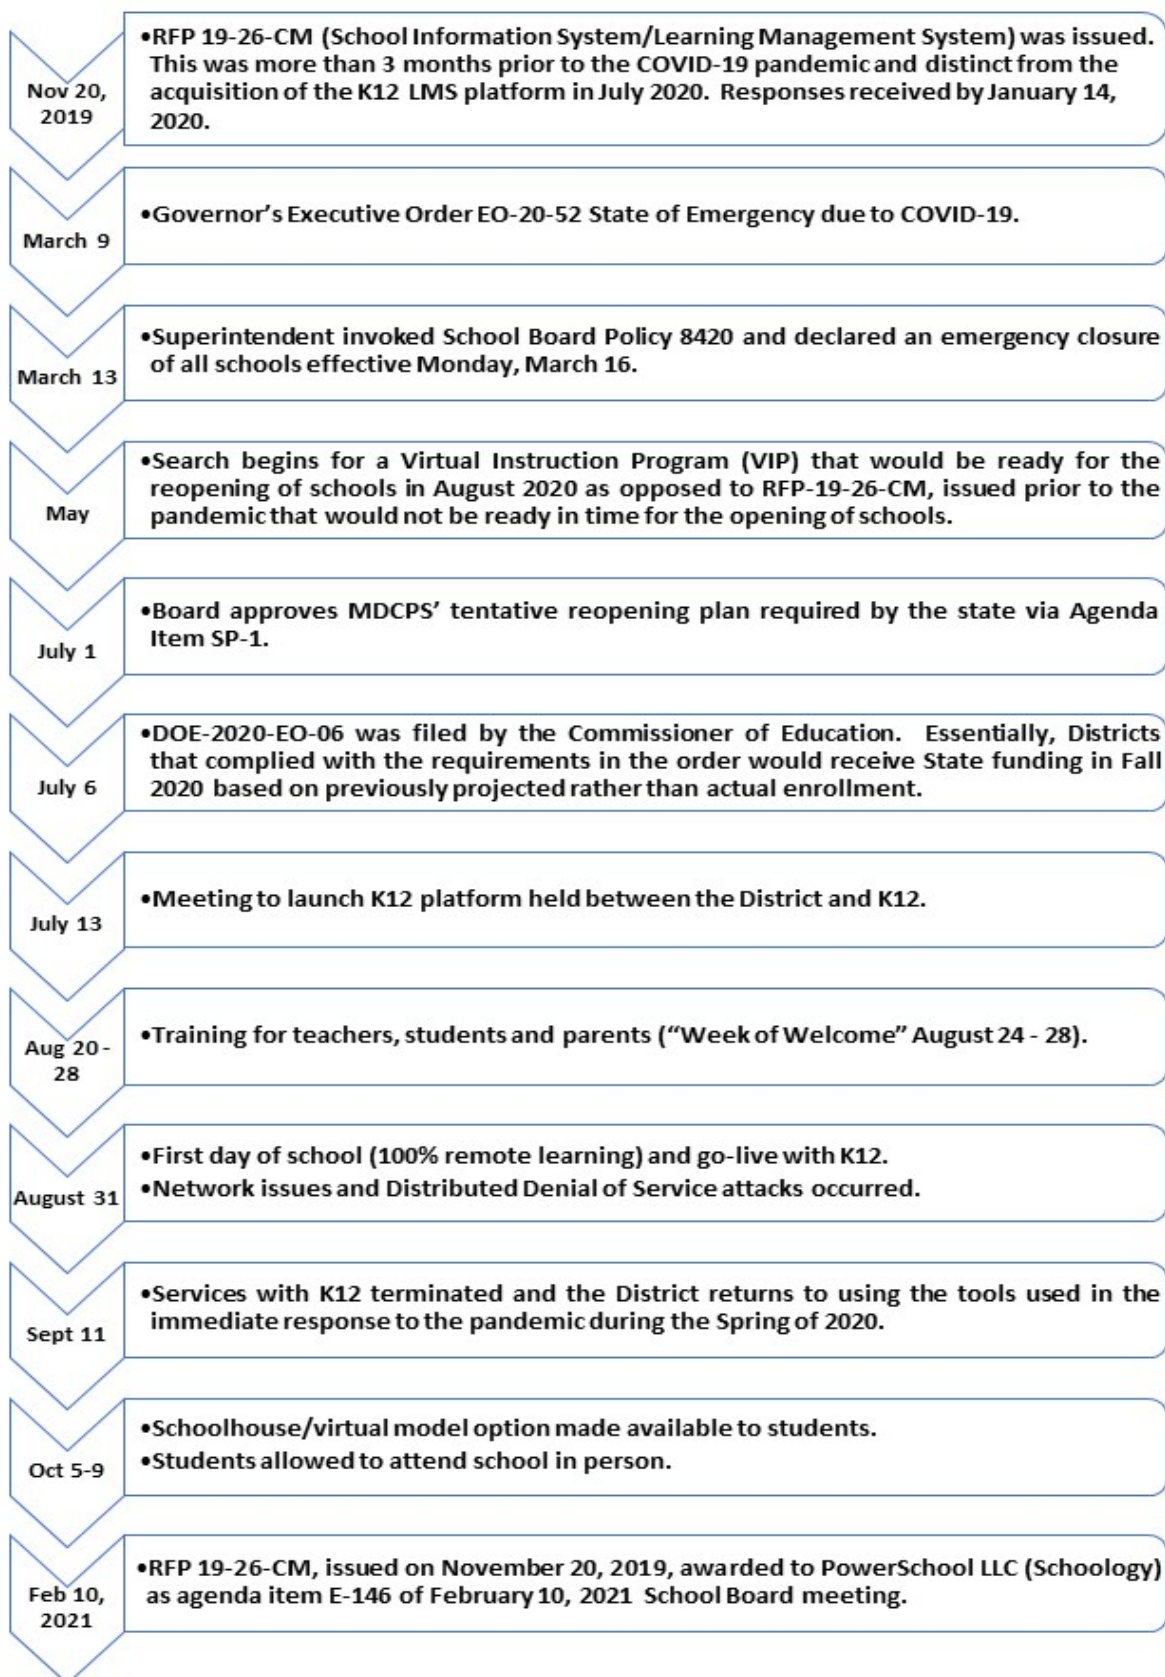 Nov 20,
2019
•RFP 19-26-CM (School Information System/Learning Management System) was issued.
This was more than 3 months prior to the COVID-19 pandemic and distinct from the
acquisition of the K12 LMS platform in July 2020. Responses received by January 14,
2020.
March 9
•Governor's Executive Order EO-20-52 State of Emergency due to COVID-19.
March 13
•Superintendent invoked School Board Policy 8420 and declared an emergency closure
of all schools effective Monday, March 16.
May
•Search begins for a Virtual Instruction Program (VIP) that would be ready for the
reopening of schools in August 2020 as opposed to RFP-19-26-CM, issued prior to the
pandemic that would not be ready in time for the opening of schools.
July 1
•Board approves MDCPS' tentative reopening plan required by the state via Agenda
Item SP-1.
July 6
•DOE-2020-EO-06 was filed by the Commissioner of Education. Essentially, Districts
that complied with the requirements in the order would receive State funding in Fall
2020 based on previously projected rather than actual enrollment.
July 13
•Meeting to launch K12 platform held between the District and K12.
Aug 20 -
28
•Training for teachers, students and parents ("Week of Welcome" August 24 - 28).
August 31
•First day of school (100% remote learning) and go-live with K12.
•Network issues and Distributed Denial of Service attacks occurred.
Sept 11
•Services with K12 terminated and the District returns to using the tools used in the
immediate response to the pandemic during the Spring of 2020.
Oct 5-9
•Schoolhouse/virtual model option made available to students.
•Students allowed to attend school in person.
Feb 10,
2021
•RFP 19-26-CM, issued on November 20, 2019, awarded to PowerSchool LLC (Schoology)
as agenda item E-146 of February 10, 2021 School Board meeting.